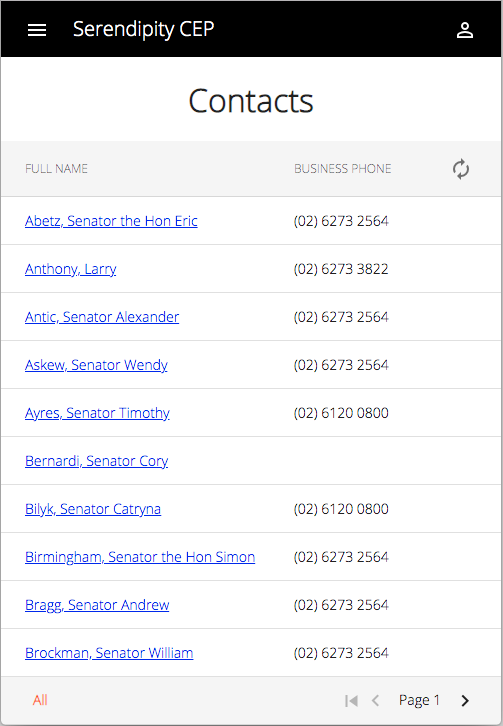 Serendipity CEP
Contacts
FULL NAME BUSINESS PHONE
Abetz, Senator the Hon Eric (02) 6273 2564
Anthony, Larry (02) 6273 3822
Antic, Senator Alexander (02) 6273 2564
Askew, Senator Wendy (02) 6273 2564
Ayres, Senator Timothy (02) 6120 0800
Bernardi, Senator Cory
Bilyk, Senator Catryna (02) 6120 0800
Birmingham, Senator the Hon Simon (02) 6273 2564
Bragg, Senator Andrew (02) 6273 2564
Brockman, Senator William (02) 6273 2564
All Page 1